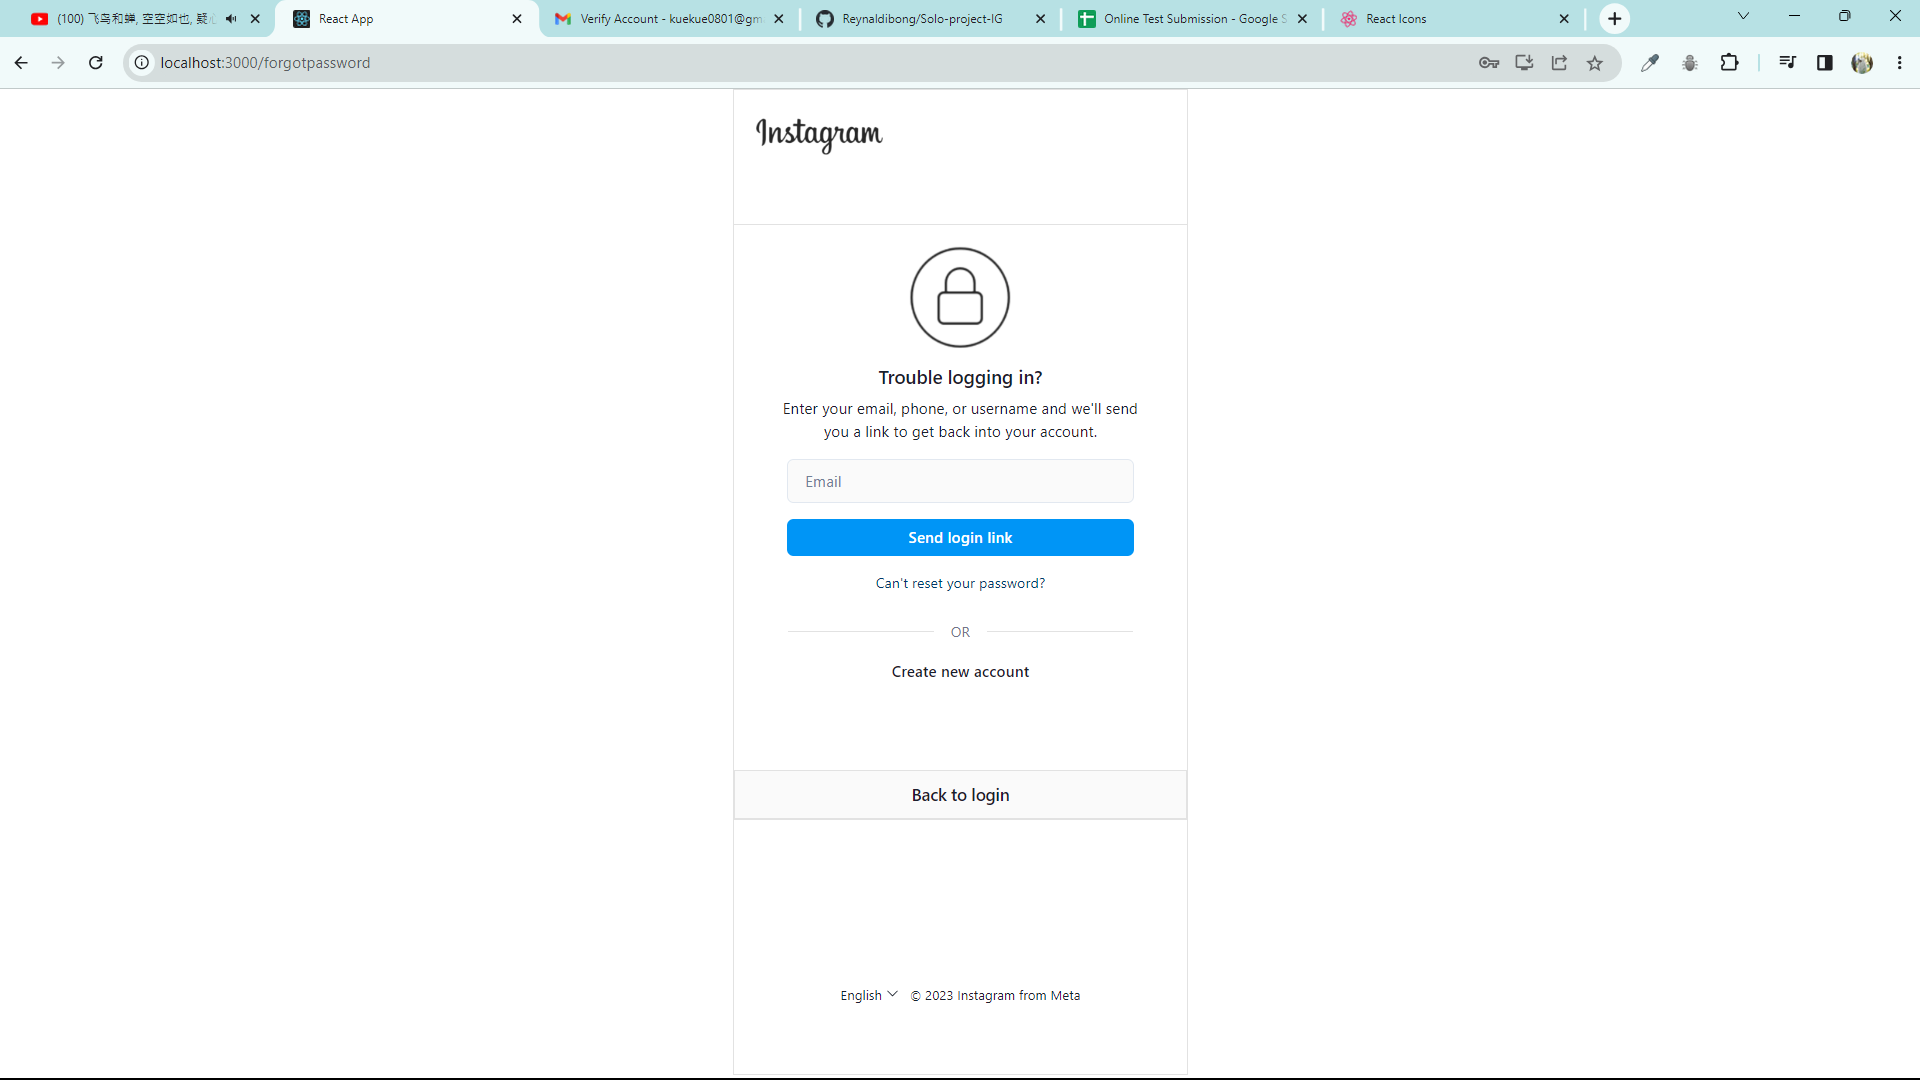 (100) 飞鸟和蝉, 空空如也, 疑心
React App
Verify Account - kuekue0801@gm
Reynaldibong/Solo-project-IG
Online Test Submission - Google S
React Icons
localhost:3000/forgotpassword
Instagram
Trouble logging in?
Enter your email, phone, or username and we'll send
you a link to get back into your account.
Email
Send login link
Can't reset your password?
OR
Create new account
Back to login
English © 2023 Instagram from Meta